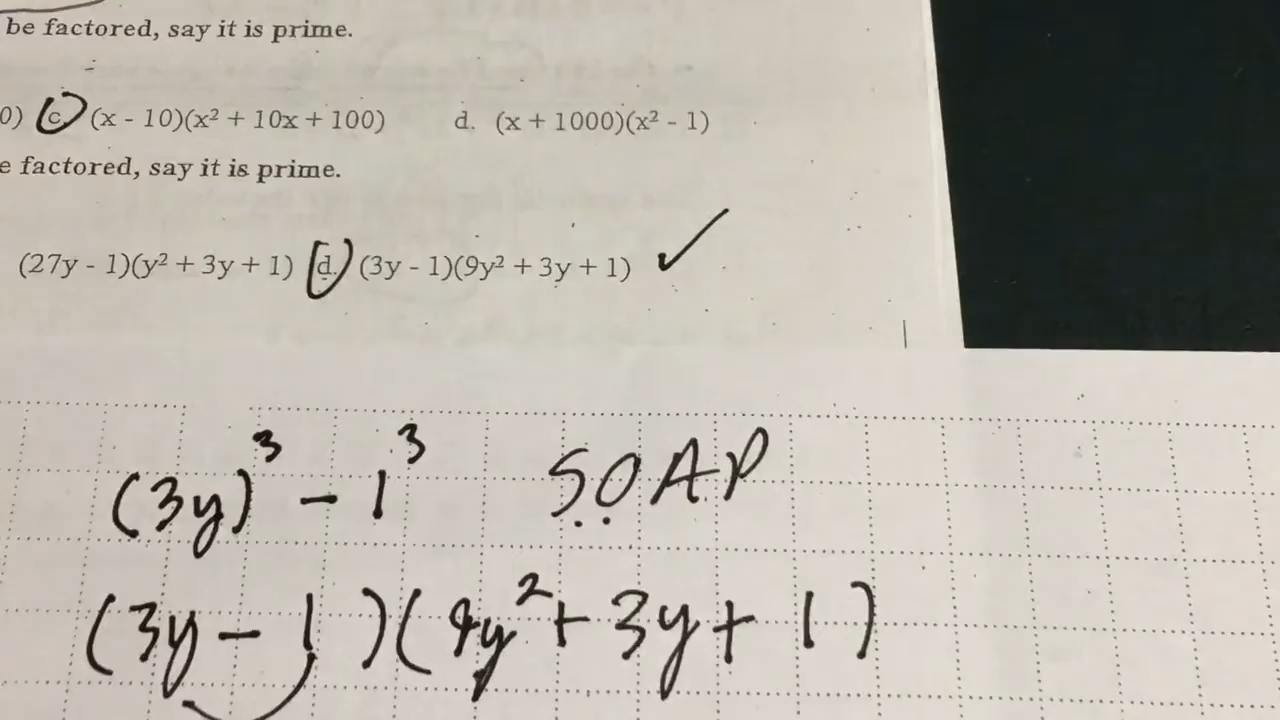 be factored, say it is prime.
0) c. (x - 10)(x² + 10x + 100) d. (x + 1000)(x² - 1)
e factored, say it is prime.
(27y - 1)(y² + 3y + 1) d. (3y - 1)(9y² + 3y + 1)
(3y)³ - 1³ SOAP
(3y - 1)(9y² + 3y + 1)